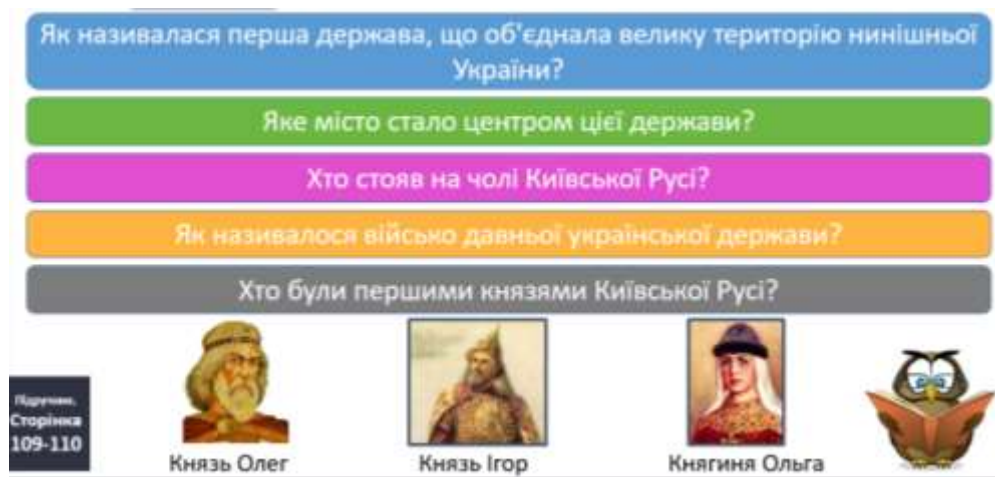 Як називалася перша держава, що об'єднала велику територію нинішньої
України?
Яке місто стало центром цієї держави?
Хто стояв на чолі Київської Русі?
Як називалося військо давньої української держави?
Хто були першими князями Київської Русі?
Підручник.
Сторінка
109-110
Князь Олег
Князь Ігор
Княгиня Ольга